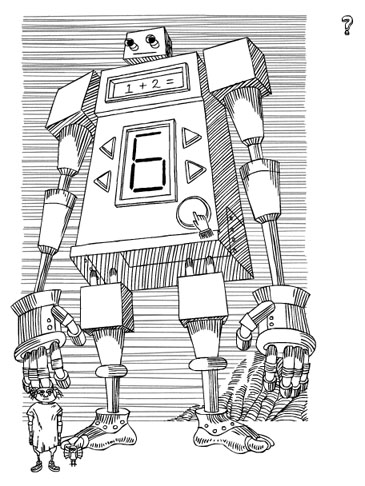 ?
1 + 2 =
6